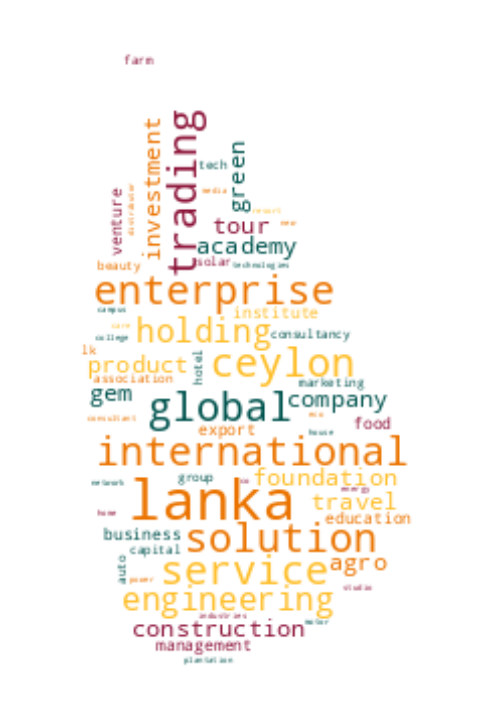 farm
trading
investment
green
tech
media
venture
distributor
resort
tour
new
academy
beauty
solar
technologies
enterprise
campus
institute
care
holding
consultancy
college
lk
product
hotel
ceylon
association
marketing
gem
global
company
consultant
eco
food
export
house
international
network
group
co
foundation
energy
lanka
travel
home
education
business
solution
capital
auto
power
service
agro
studio
engineering
industries
motor
construction
management
plantation